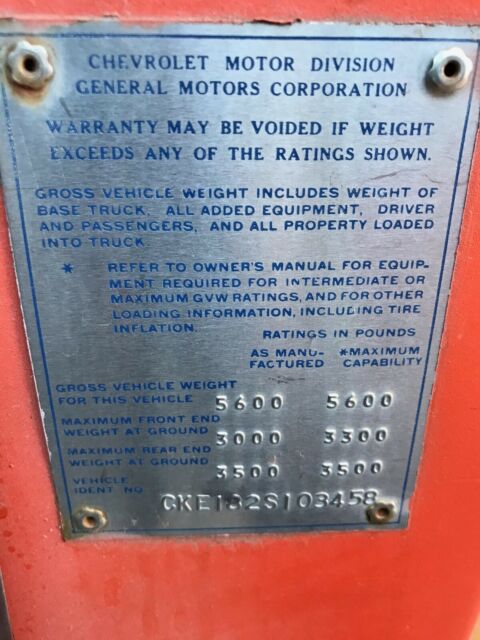 CHEVROLET MOTOR DIVISION
GENERAL MOTORS CORPORATION
WARRANTY MAY BE VOIDED IF WEIGHT
EXCEEDS ANY OF THE RATINGS SHOWN.
GROSS VEHICLE WEIGHT INCLUDES WEIGHT OF
BASE TRUCK, ALL ADDED EQUIPMENT, DRIVER
AND PASSENGERS, AND ALL PROPERTY LOADED
INTO TRUCK
* REFER TO OWNER'S MANUAL FOR EQUIP-
MENT REQUIRED FOR INTERMEDIATE OR
MAXIMUM GVW RATINGS, AND FOR OTHER
LOADING INFORMATION, INCLUDING TIRE
INFLATION.
RATINGS IN POUNDS
AS MANU- *MAXIMUM
FACTURED CAPABILITY
GROSS VEHICLE WEIGHT
FOR THIS VEHICLE 5600 5600
MAXIMUM FRONT END
WEIGHT AT GROUND 3000 3300
MAXIMUM REAR END
WEIGHT AT GROUND 3500 3500
VEHICLE
IDENT NO. CKE182S103458